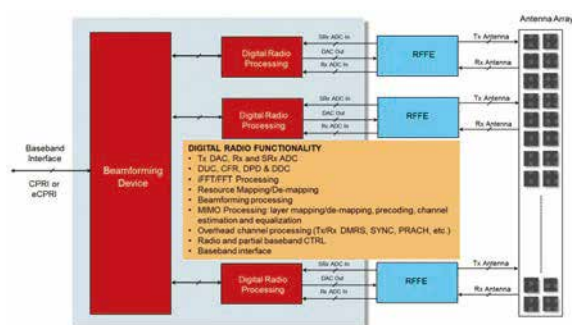 Antenna Array
SRx ADC In
DAC Out
Rx ADC In
Digital Radio
Processing
RFFE
Tx Antenna
Rx Antenna
SRx ADC In
DAC Out
Rx ADC In
Digital Radio
Processing
RFFE
Tx Antenna
Rx Antenna
Baseband
Interface
CPRI or
eCPRI
Beamforming
Device
DIGITAL RADIO FUNCTIONALITY
• Tx DAC, Rx and SRx ADC
• DUC, CFR, DPD & DDC
• iFFT/FFT Processing
• Resource Mapping/De-mapping
• Beamforming processing
• MIMO Processing: layer mapping/de-mapping, precoding, channel
estimation and equalization
• Overhead channel processing (Tx/Rx DMRS, SYNC, PRACH, etc.)
• Radio and partial baseband CTRL
• Baseband interface
SRx ADC In
DAC Out
Rx ADC In
Digital Radio
Processing
RFFE
Tx Antenna
Rx Antenna